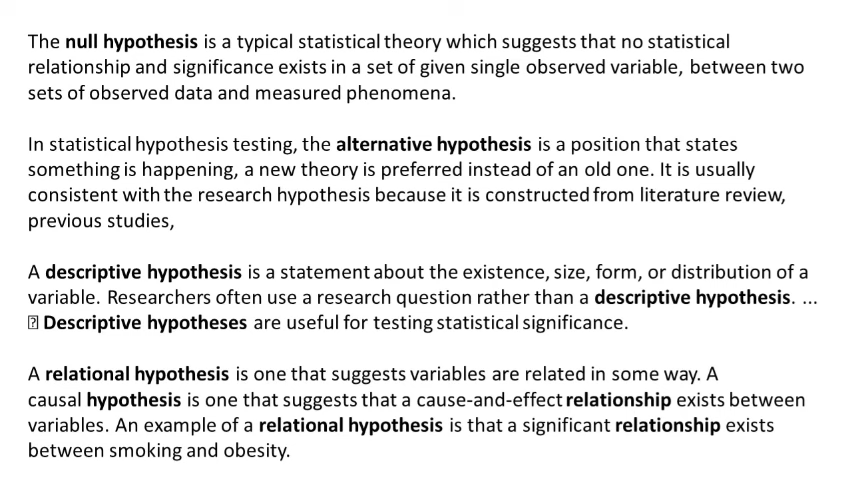 The null hypothesis is a typical statistical theory which suggests that no statistical
relationship and significance exists in a set of given single observed variable, between two
sets of observed data and measured phenomena.
In statistical hypothesis testing, the alternative hypothesis is a position that states
something is happening, a new theory is preferred instead of an old one. It is usually
consistent with the research hypothesis because it is constructed from literature review,
previous studies,
A descriptive hypothesis is a statement about the existence, size, form, or distribution of a
variable. Researchers often use a research question rather than a descriptive hypothesis. ...
⍰ Descriptive hypotheses are useful for testing statistical significance.
A relational hypothesis is one that suggests variables are related in some way. A
causal hypothesis is one that suggests that a cause-and-effect relationship exists between
variables. An example of a relational hypothesis is that a significant relationship exists
between smoking and obesity.